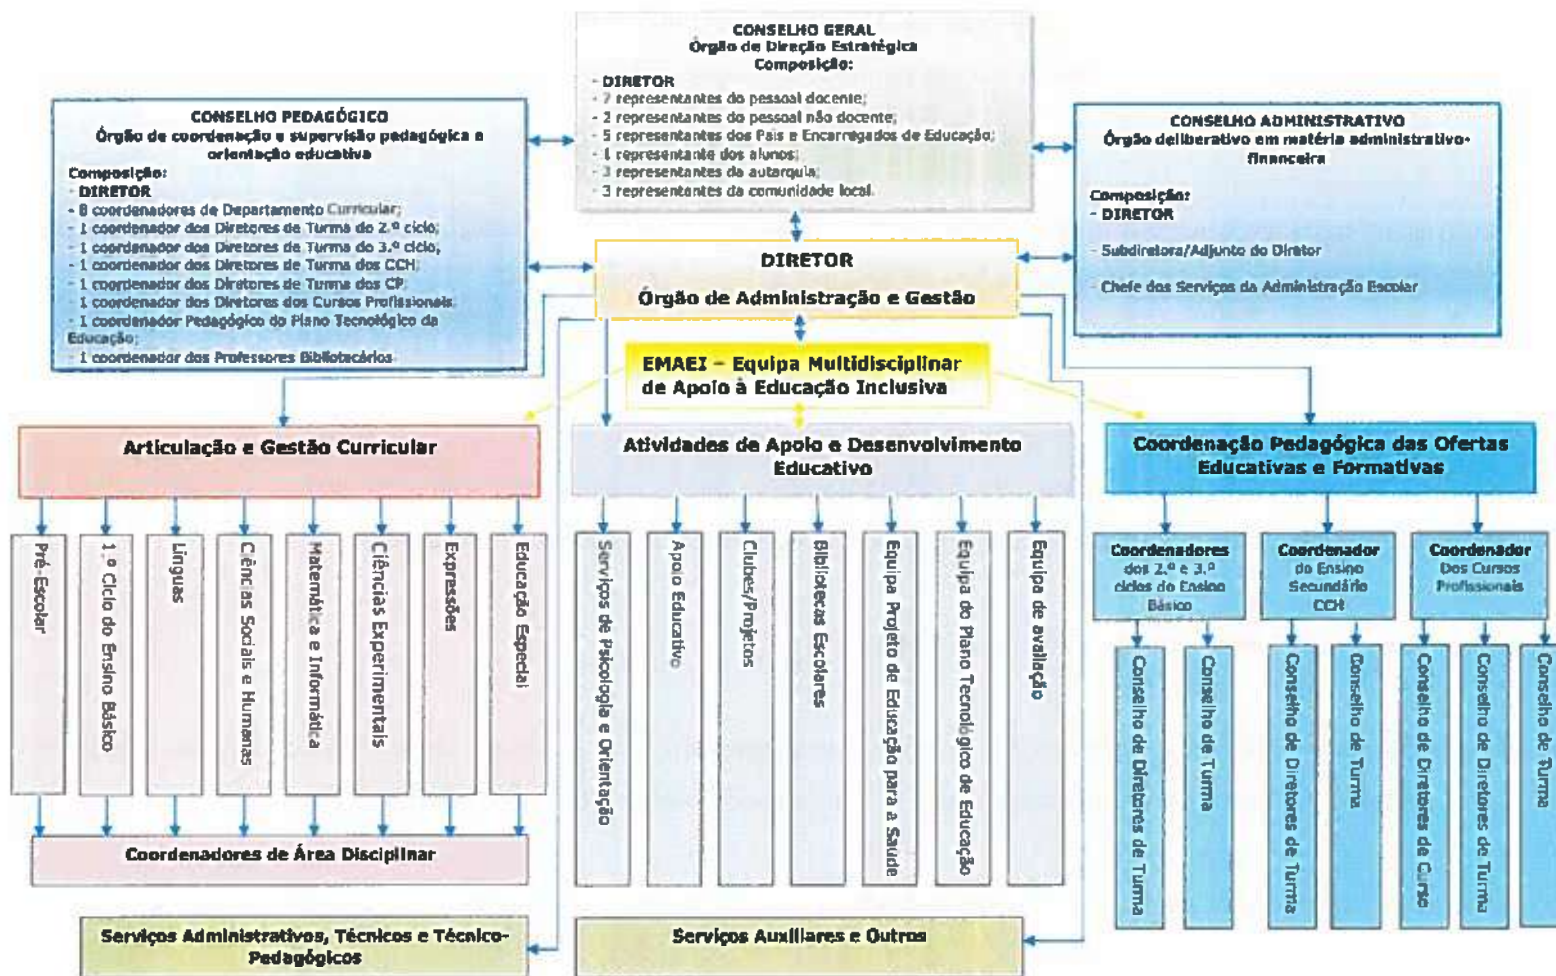 CONSELHO GERAL
Órgão de Direção Estratégica
Composição:
- DIRETOR
- 7 representantes do pessoal docente;
- 2 representantes do pessoal não docente;
- 5 representantes dos Pais e Encarregados de Educação;
- 1 representante dos alunos;
- 3 representantes da autarquia;
- 3 representantes da comunidade local.
CONSELHO PEDAGÓGICO
Órgão de coordenação e supervisão pedagógica e
orientação educativa
Composição:
- DIRETOR
- 8 coordenadores de Departamento Curricular;
- 1 coordenador dos Diretores de Turma do 2.º ciclo;
- 1 coordenador dos Diretores de Turma do 3.º ciclo;
- 1 coordenador dos Diretores de Turma dos CCH;
- 1 coordenador dos Diretores de Turma dos CP;
- 1 coordenador dos Diretores dos Cursos Profissionais;
- 1 coordenador Pedagógico do Plano Tecnológico da
Educação;
- 1 coordenador dos Professores Bibliotecários
CONSELHO ADMINISTRATIVO
Órgão deliberativo em matéria administrativo-
financeira
Composição:
- DIRETOR
- Subdiretora/Adjunto do Diretor
- Chefe dos Serviços da Administração Escolar
DIRETOR
Órgão de Administração e Gestão
EMAEI – Equipa Multidisciplinar
de Apoio à Educação Inclusiva
Articulação e Gestão Curricular
Pré-Escolar
1.º Ciclo do Ensino Básico
Línguas
Ciências Sociais e Humanas
Matemática e Informática
Ciências Experimentais
Expressões
Educação Especial
Coordenadores de Área Disciplinar
Atividades de Apoio e Desenvolvimento
Educativo
Serviços de Psicologia e Orientação
Apoio Educativo
Clubes/Projetos
Bibliotecas Escolares
Equipa Projeto de Educação para a Saúde
Equipa do Plano Tecnológico de Educação
Equipa de avaliação
Coordenação Pedagógica das Ofertas
Educativas e Formativas
Coordenadores
dos 2.º e 3.º
ciclos do Ensino
Básico
Coordenador
do Ensino
Secundário
CCH
Coordenador
Dos Cursos
Profissionais
Conselho de Diretores de Turma
Conselho de Turma
Conselho de Diretores de Turma
Conselho de Turma
Conselho de Diretores de Curso
Conselho de Diretores de Turma
Conselho de Turma
Serviços Administrativos, Técnicos e Técnico-
Pedagógicos
Serviços Auxiliares e Outros